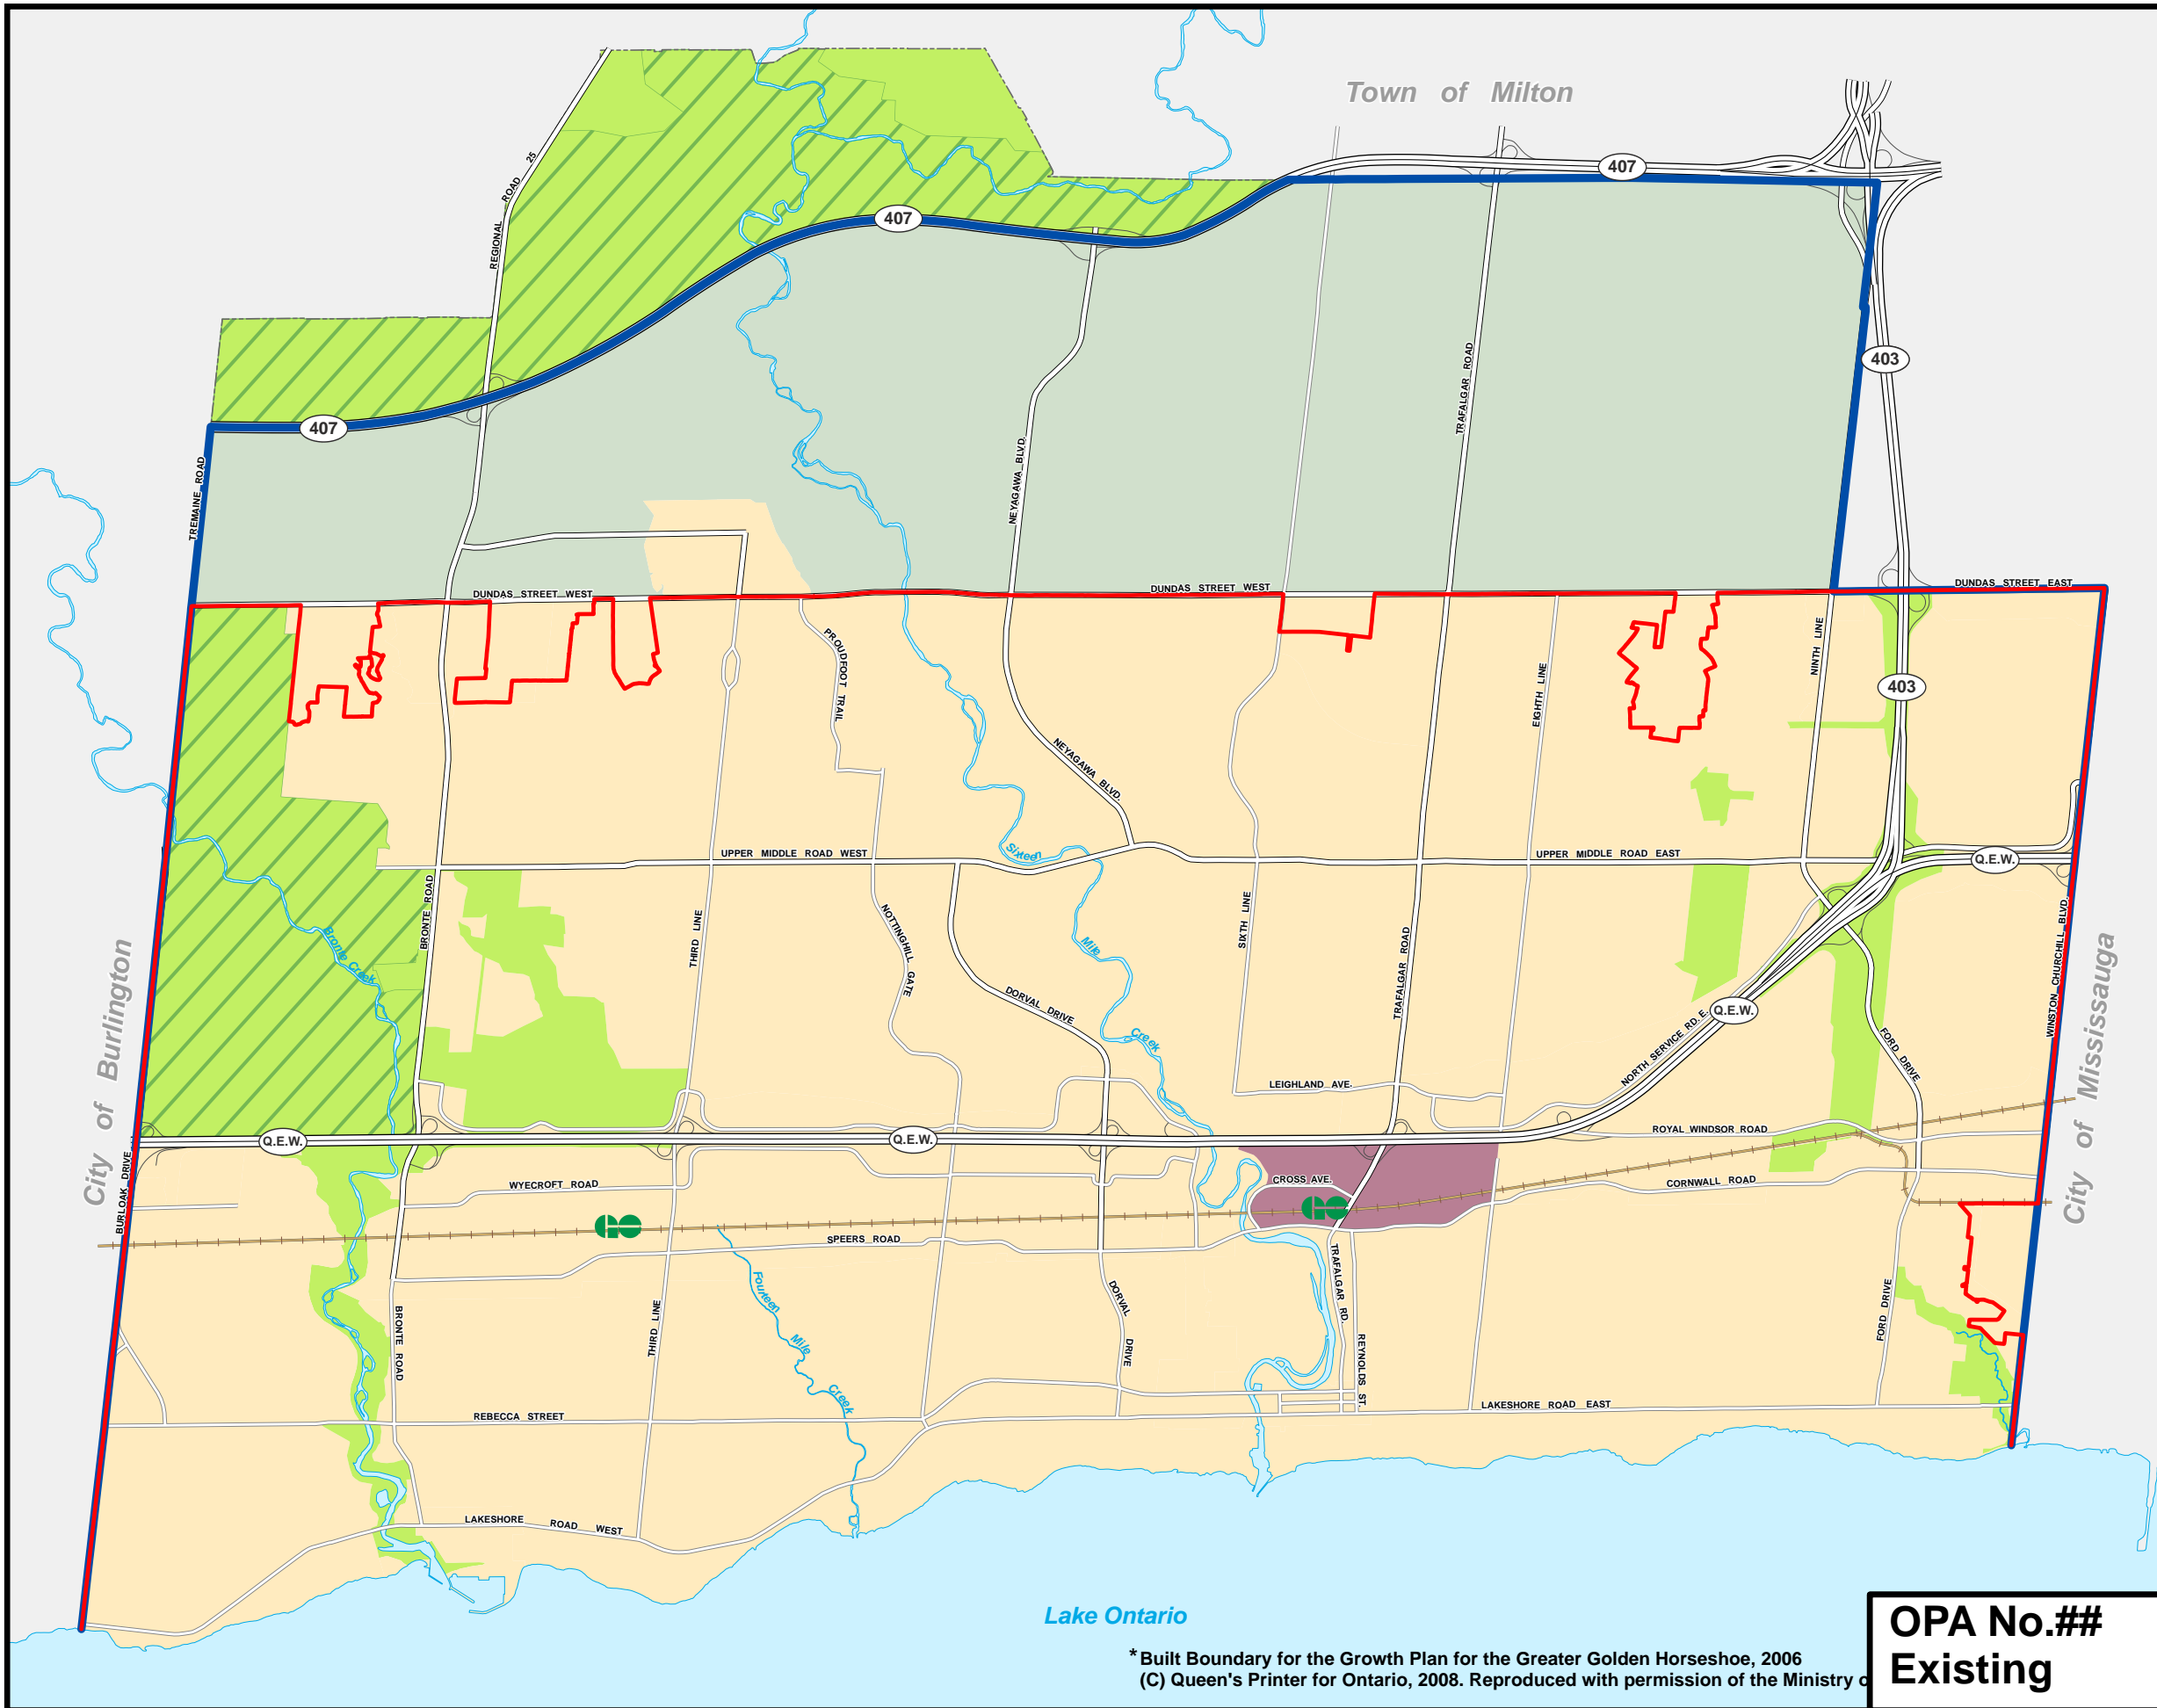 Town of Milton
407
407
407
REGIONAL ROAD 25
403
TRAFALGAR ROAD
NEYAGAWA BLVD.
TREMAINE ROAD
DUNDAS STREET WEST
DUNDAS STREET WEST
DUNDAS STREET EAST
PROUDFOOT TRAIL
NINTH LINE
EIGHTH LINE
403
NEYAGAWA BLVD.
UPPER MIDDLE ROAD WEST
Sixteen
UPPER MIDDLE ROAD EAST
Q.E.W.
BRONTE ROAD
Bronte Creek
THIRD LINE
NOTTINGHILL GATE
Mile
SIXTH LINE
TRAFALGAR ROAD
WINSTON CHURCHILL BLVD.
City of Burlington
City of Mississauga
DORVAL DRIVE
Creek
Q.E.W.
NORTH SERVICE RD. E.
FORD DRIVE
LEIGHLAND AVE.
Q.E.W.
Q.E.W.
ROYAL WINDSOR ROAD
BURLOAK DRIVE
WYECROFT ROAD
CROSS AVE.
CORNWALL ROAD
GO
GO
SPEERS ROAD
TRAFALGAR RD.
Fourteen
Mile
Creek
BRONTE ROAD
THIRD LINE
DORVAL DRIVE
REYNOLDS ST.
FORD DRIVE
REBECCA STREET
LAKESHORE ROAD EAST
LAKESHORE ROAD WEST
Lake Ontario
* Built Boundary for the Growth Plan for the Greater Golden Horseshoe, 2006
(C) Queen's Printer for Ontario, 2008. Reproduced with permission of the Ministry
OPA No.##
Existing